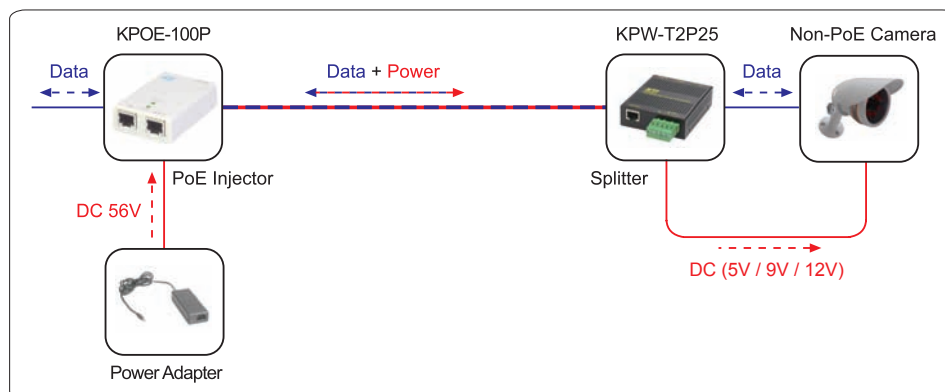 KPOE-100P
KPW-T2P25
Non-PoE Camera
Data
Data + Power
Data
PoE Injector
Splitter
DC 56V
DC (5V / 9V / 12V)
Power Adapter